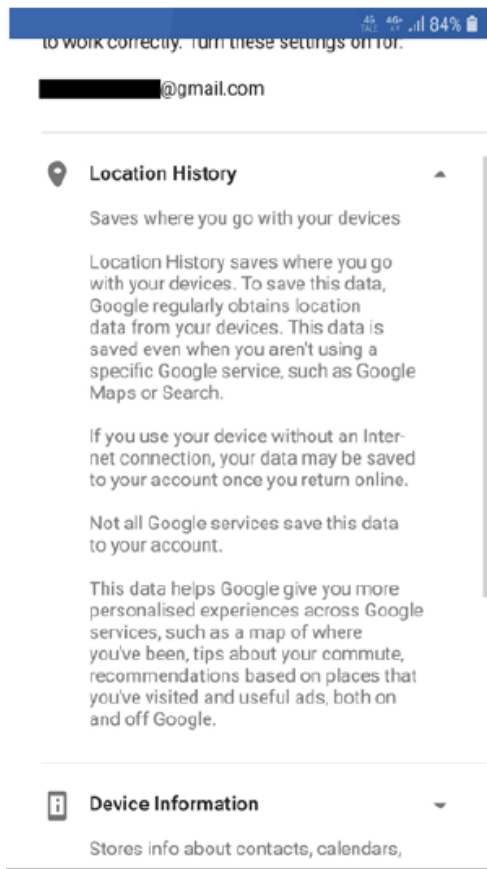 84%
to work correctly. Turn these settings on for:
@gmail.com
Location History
Saves where you go with your devices
Location History saves where you go
with your devices. To save this data,
Google regularly obtains location
data from your devices. This data is
saved even when you aren't using a
specific Google service, such as Google
Maps or Search.
If you use your device without an Inter-
net connection, your data may be saved
to your account once you return online.
Not all Google services save this data
to your account.
This data helps Google give you more
personalised experiences across Google
services, such as a map of where
you've been, tips about your commute,
recommendations based on places that
you've visited and useful ads, both on
and off Google.
Device Information
Stores info about contacts, calendars,